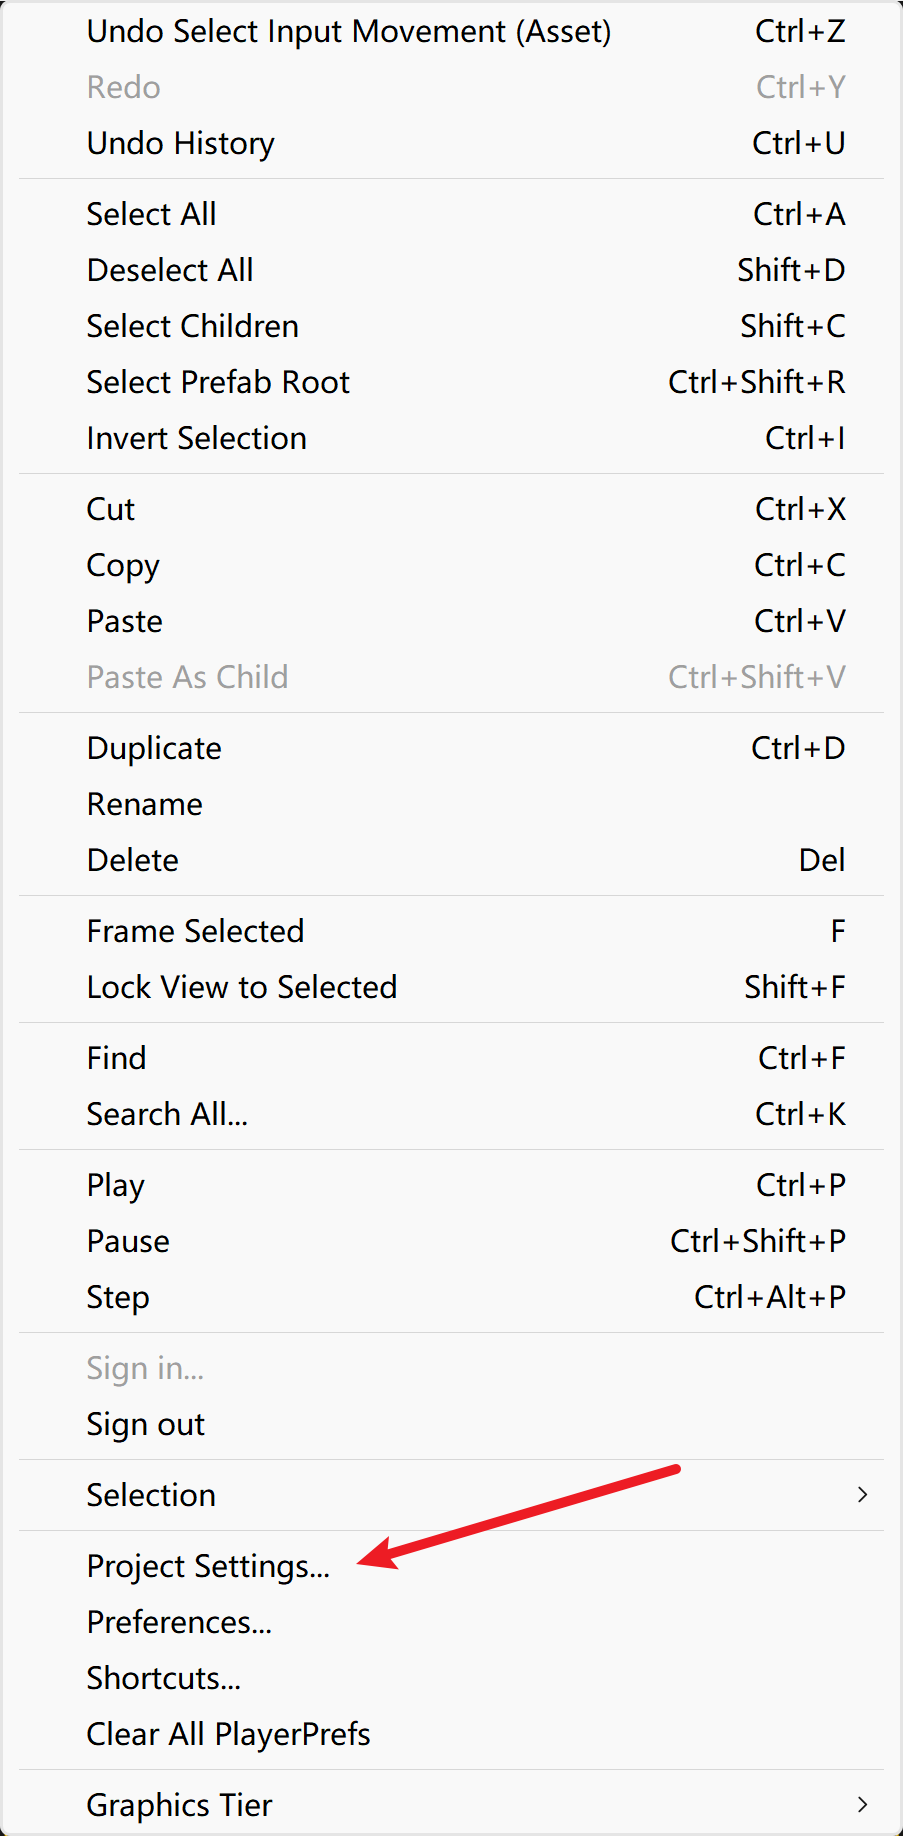 Undo Select Input Movement (Asset) Ctrl+Z
Redo Ctrl+Y
Undo History Ctrl+U
Select All Ctrl+A
Deselect All Shift+D
Select Children Shift+C
Select Prefab Root Ctrl+Shift+R
Invert Selection Ctrl+I
Cut Ctrl+X
Copy Ctrl+C
Paste Ctrl+V
Paste As Child Ctrl+Shift+V
Duplicate Ctrl+D
Rename
Delete Del
Frame Selected F
Lock View to Selected Shift+F
Find Ctrl+F
Search All... Ctrl+K
Play Ctrl+P
Pause Ctrl+Shift+P
Step Ctrl+Alt+P
Sign in...
Sign out
Selection
Project Settings...
Preferences...
Shortcuts...
Clear All PlayerPrefs
Graphics Tier